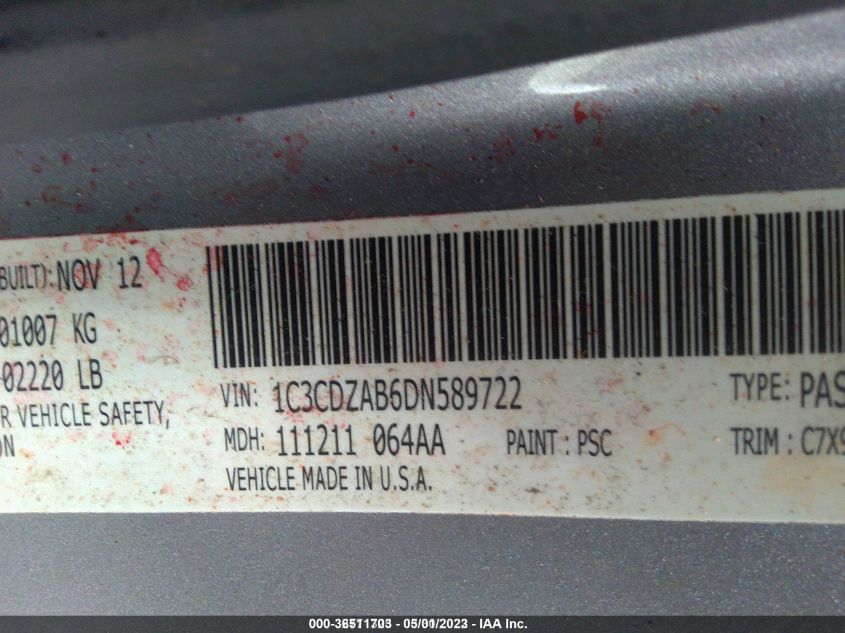 BUILT): NOV 12
01007 KG
02220 LB
R VEHICLE SAFETY,
ON
VIN: 1C3CDZAB6DN589722
TYPE: PAS
MDH: 111211 064AA
PAINT: PSC
TRIM: C7X9
VEHICLE MADE IN U.S.A.
000-36511703 - 05/01/2023 - IAA Inc.